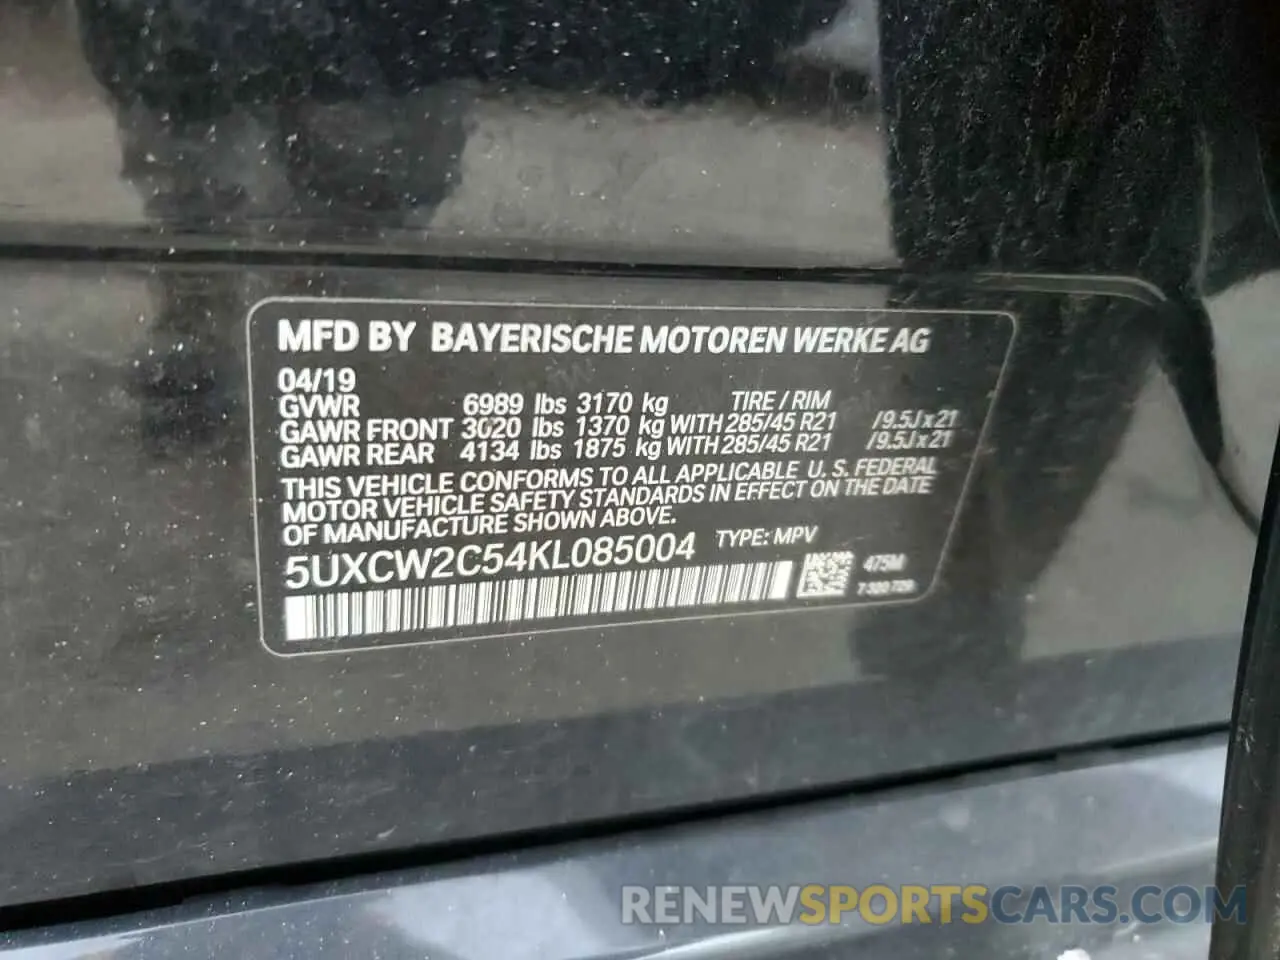 MFD BY BAYERISCHE MOTOREN WERKE AG
04/19
GVWR 6989 lbs 3170 kg TIRE / RIM
GAWR FRONT 3020 lbs 1370 kg WITH 285/45 R21 /9.5J x 21
GAWR REAR 4134 lbs 1875 kg WITH 285/45 R21 /9.5J x 21
THIS VEHICLE CONFORMS TO ALL APPLICABLE U. S. FEDERAL
MOTOR VEHICLE SAFETY STANDARDS IN EFFECT ON THE DATE
OF MANUFACTURE SHOWN ABOVE.
5UXCW2C54KL085004 TYPE: MPV
475M
RENEWSPORTSCARS.COM